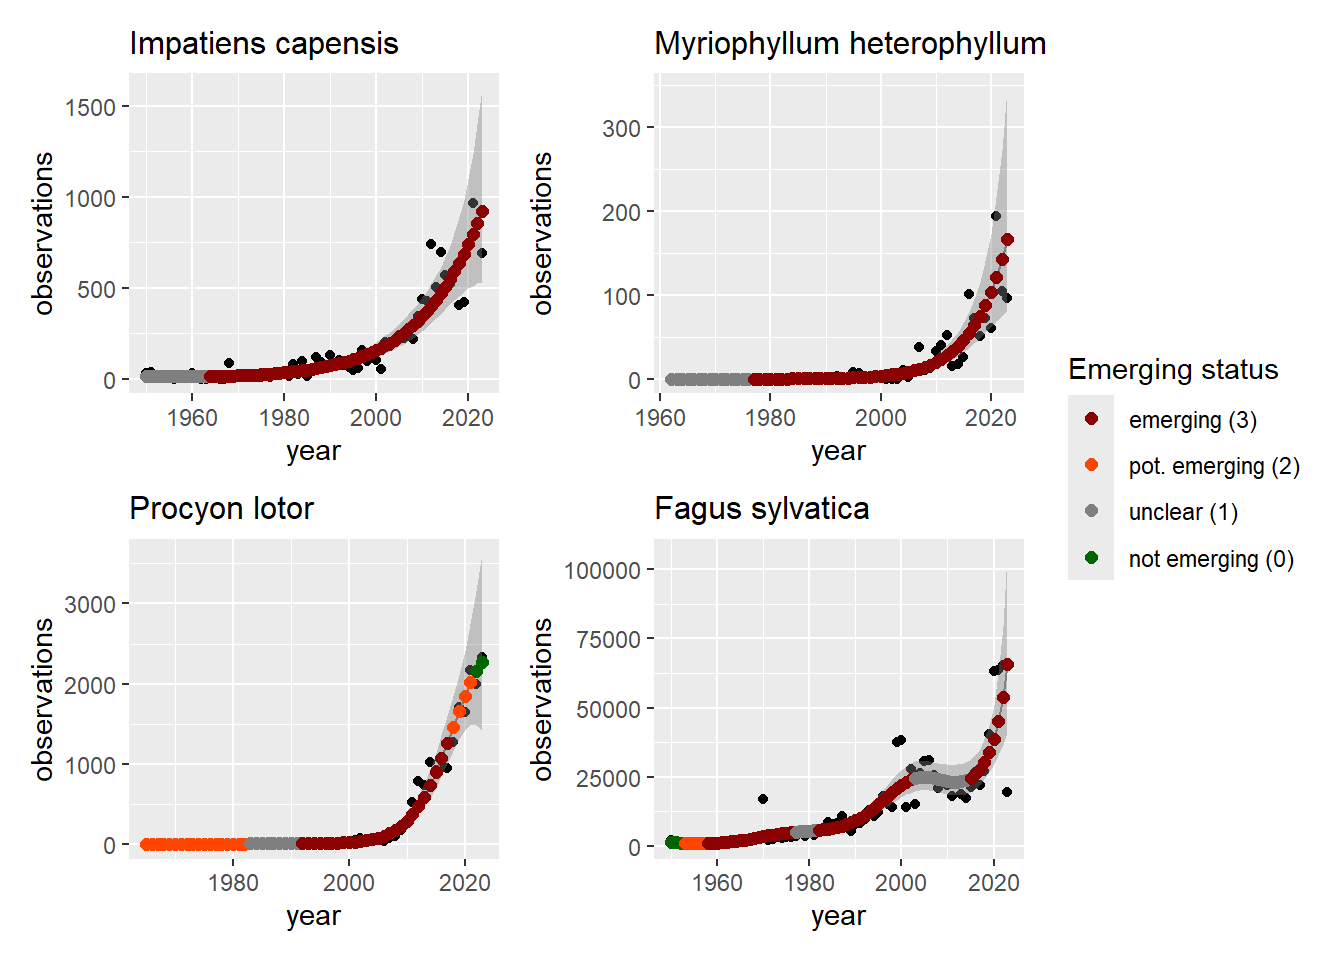 Impatiens capensis
1500
1000
500
0
observations
1960
1980
2000
2020
year
Myriophyllum heterophyllum
300
200
100
0
observations
1960
1980
2000
2020
year
Procyon lotor
3000
2000
1000
0
observations
1980
2000
2020
year
Fagus sylvatica
100000
75000
50000
25000
0
observations
1960
1980
2000
2020
year
Emerging status
emerging (3)
pot. emerging (2)
unclear (1)
not emerging (0)